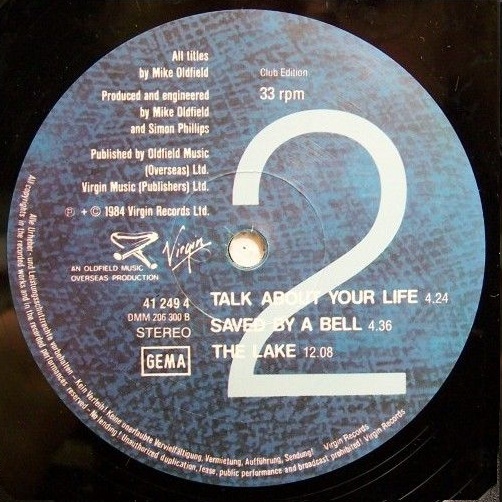 All titles
by Mike Oldfield
Produced and engineered
by Mike Oldfield
and Simon Phillips
Published by Oldfield Music
(Overseas) Ltd.
Virgin Music (Publishers) Ltd.
℗ + © 1984 Virgin Records Ltd.
Club Edition
33 rpm
2
Virgin
AN OLDFIELD MUSIC
OVERSEAS PRODUCTION
41 249 4
DMM 206 300 B
STEREO
GEMA
TALK ABOUT YOUR LIFE 4.24
SAVED BY A BELL 4.36
THE LAKE 12.08
Alle Urheber- und Leistungsschutzrechte vorbehalten – Kein Verleih! Keine unerlaubte Vervielfältigung, Vermietung, Aufführung, Sendung! Virgin Records
All copyrights in the recorded works and in the recorded performances reserved – No lending! Unauthorized duplication, lease, public performance and broadcast prohibited! Virgin Records